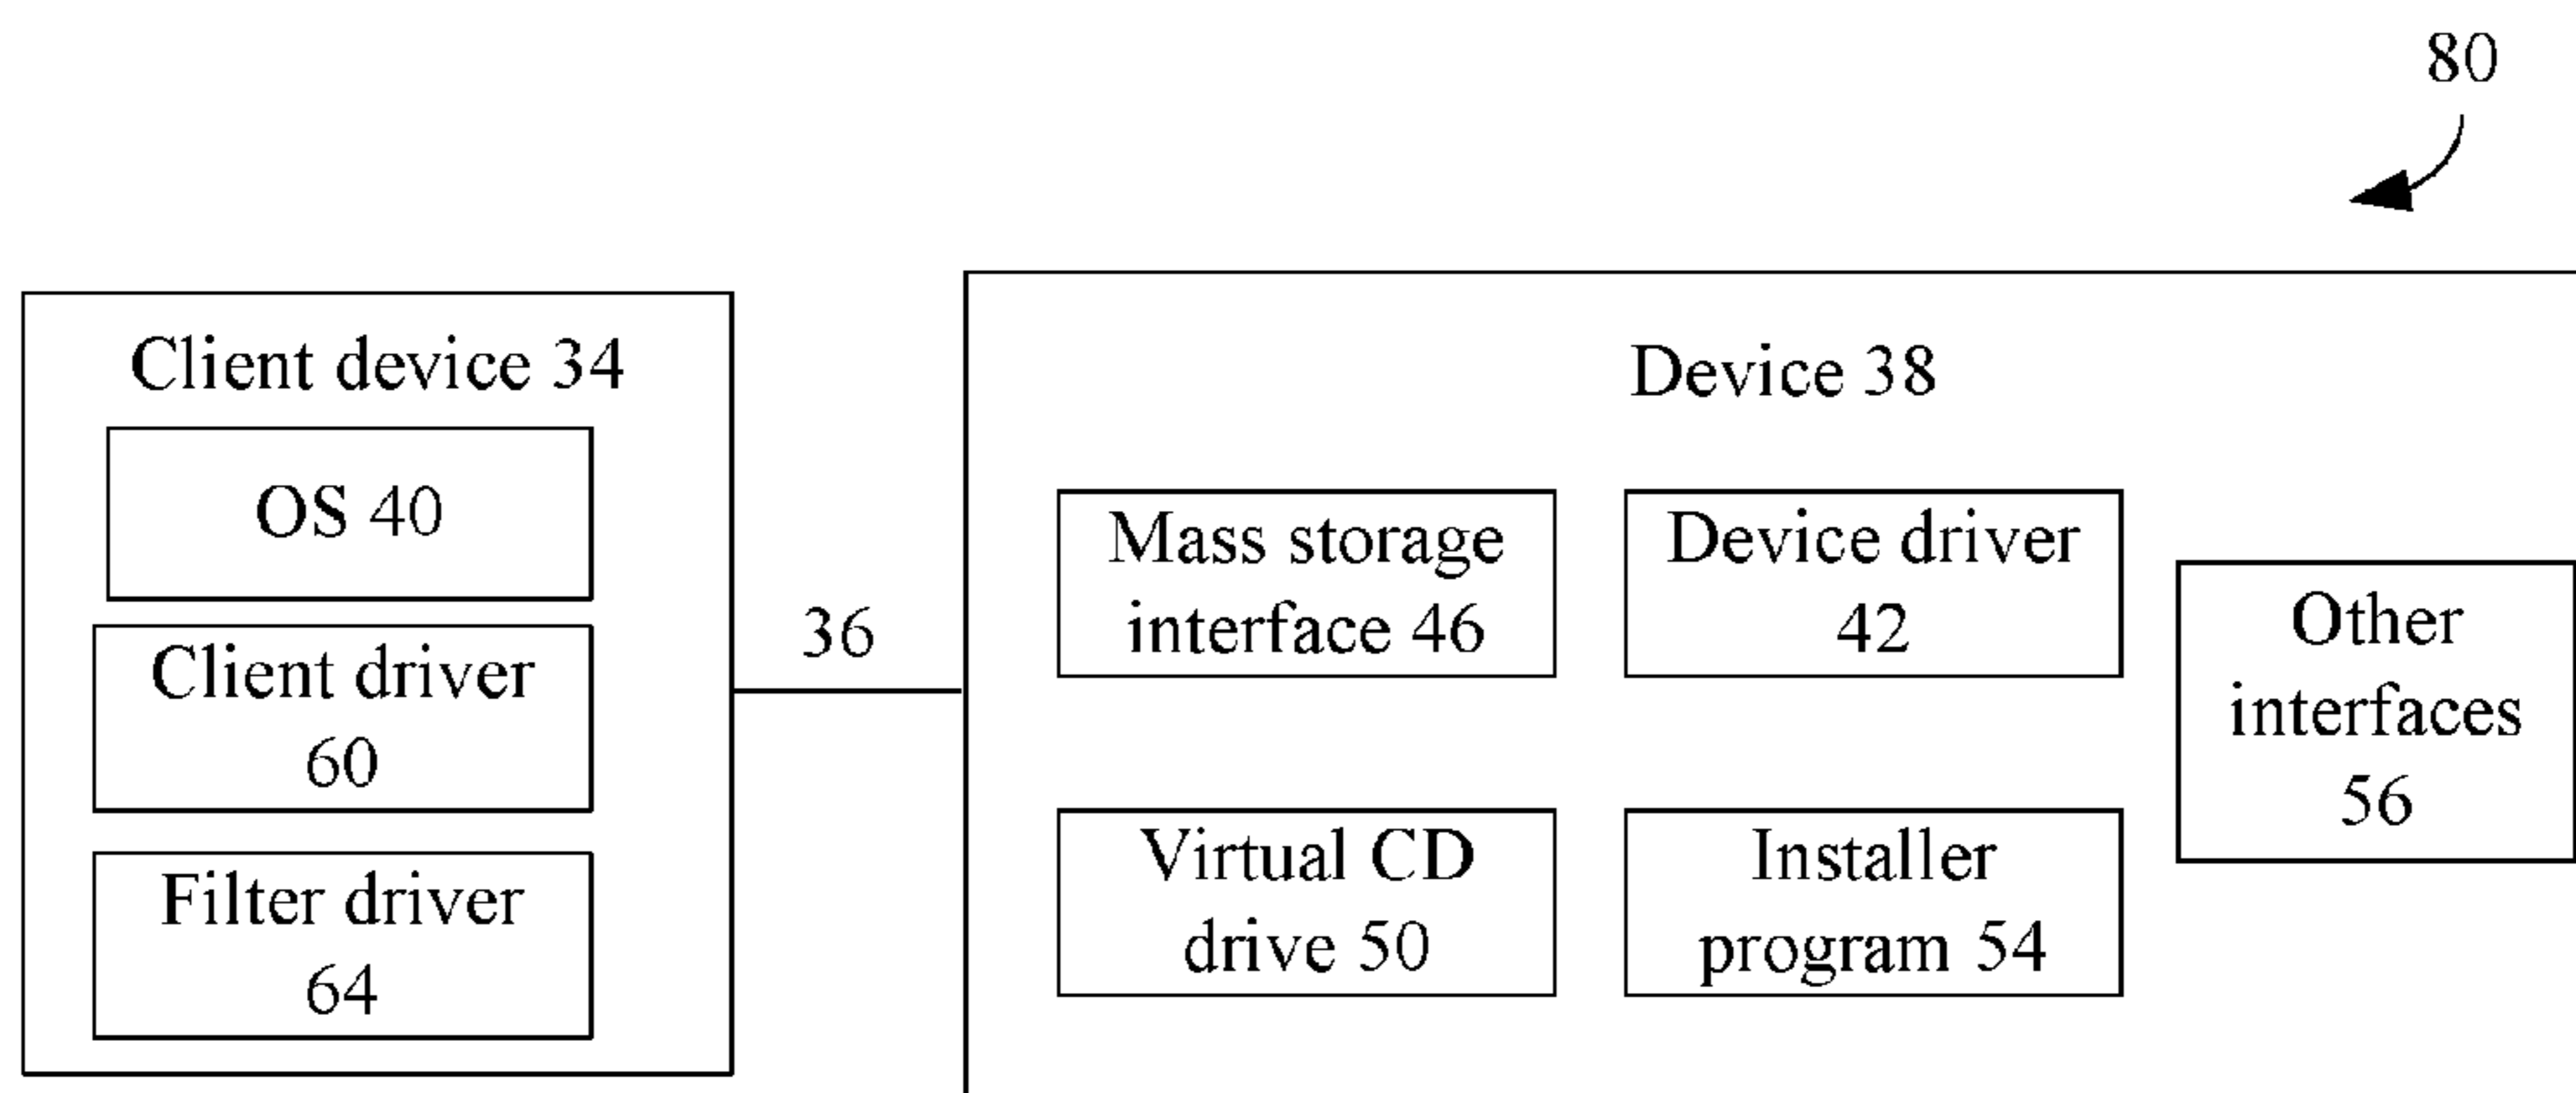 80
Client device 34
OS 40
Client driver
60
Filter driver
64
36
Device 38
Mass storage
interface 46
Device driver
42
Virtual CD
drive 50
Installer
program 54
Other
interfaces
56